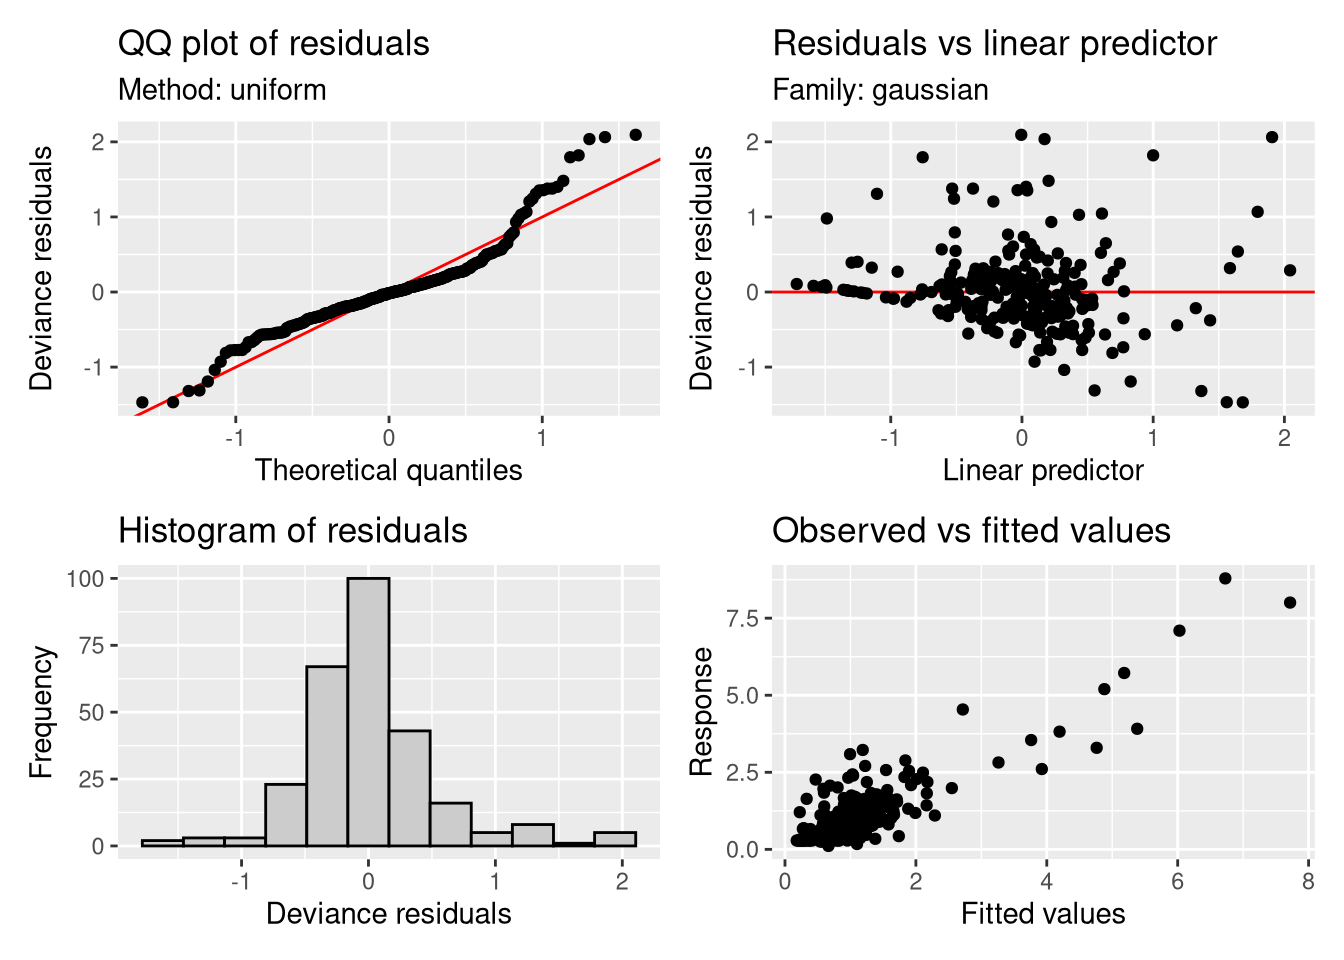 QQ plot of residuals
Method: uniform
2
1
0
-1
-1
0
1
Deviance residuals
Theoretical quantiles
Residuals vs linear predictor
Family: gaussian
2
1
0
-1
-1
0
1
2
Deviance residuals
Linear predictor
Histogram of residuals
100
75
50
25
0
-1
0
1
2
Frequency
Deviance residuals
Observed vs fitted values
7.5
5.0
2.5
0.0
0
2
4
6
8
Response
Fitted values